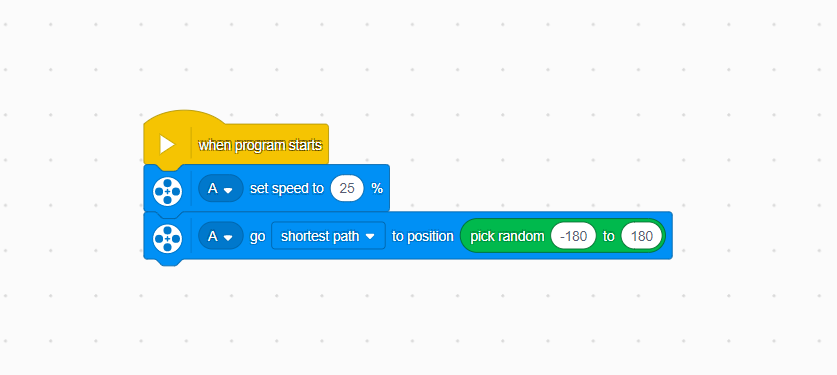 when program starts
A set speed to 25 %
A go shortest path to position pick random -180 to 180